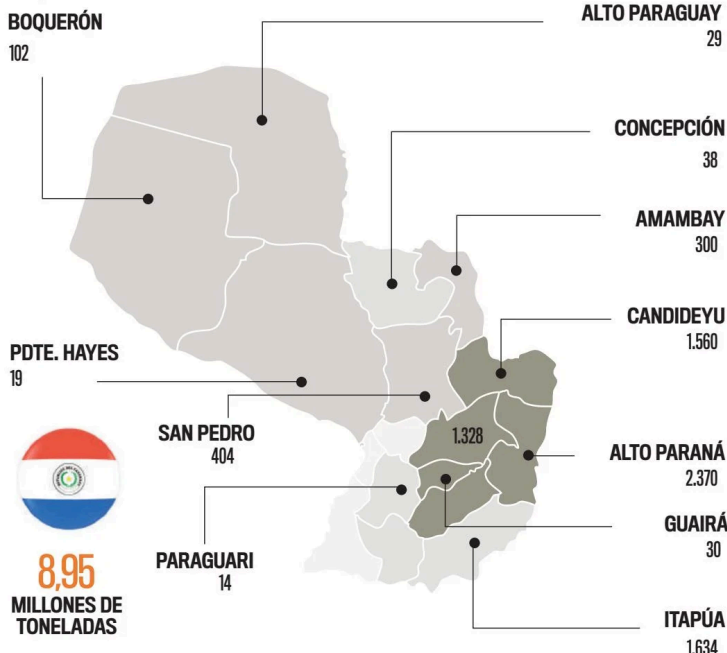 BOQUERÓN
102
ALTO PARAGUAY
29
CONCEPCIÓN
38
AMAMBAY
300
CANDIDEYU
1.560
PDTE. HAYES
19
SAN PEDRO
404
1.328
ALTO PARANÁ
2.370
GUAIRÁ
30
PARAGUARI
14
ITAPÚA
1.634
8,95
MILLONES DE
TONELADAS